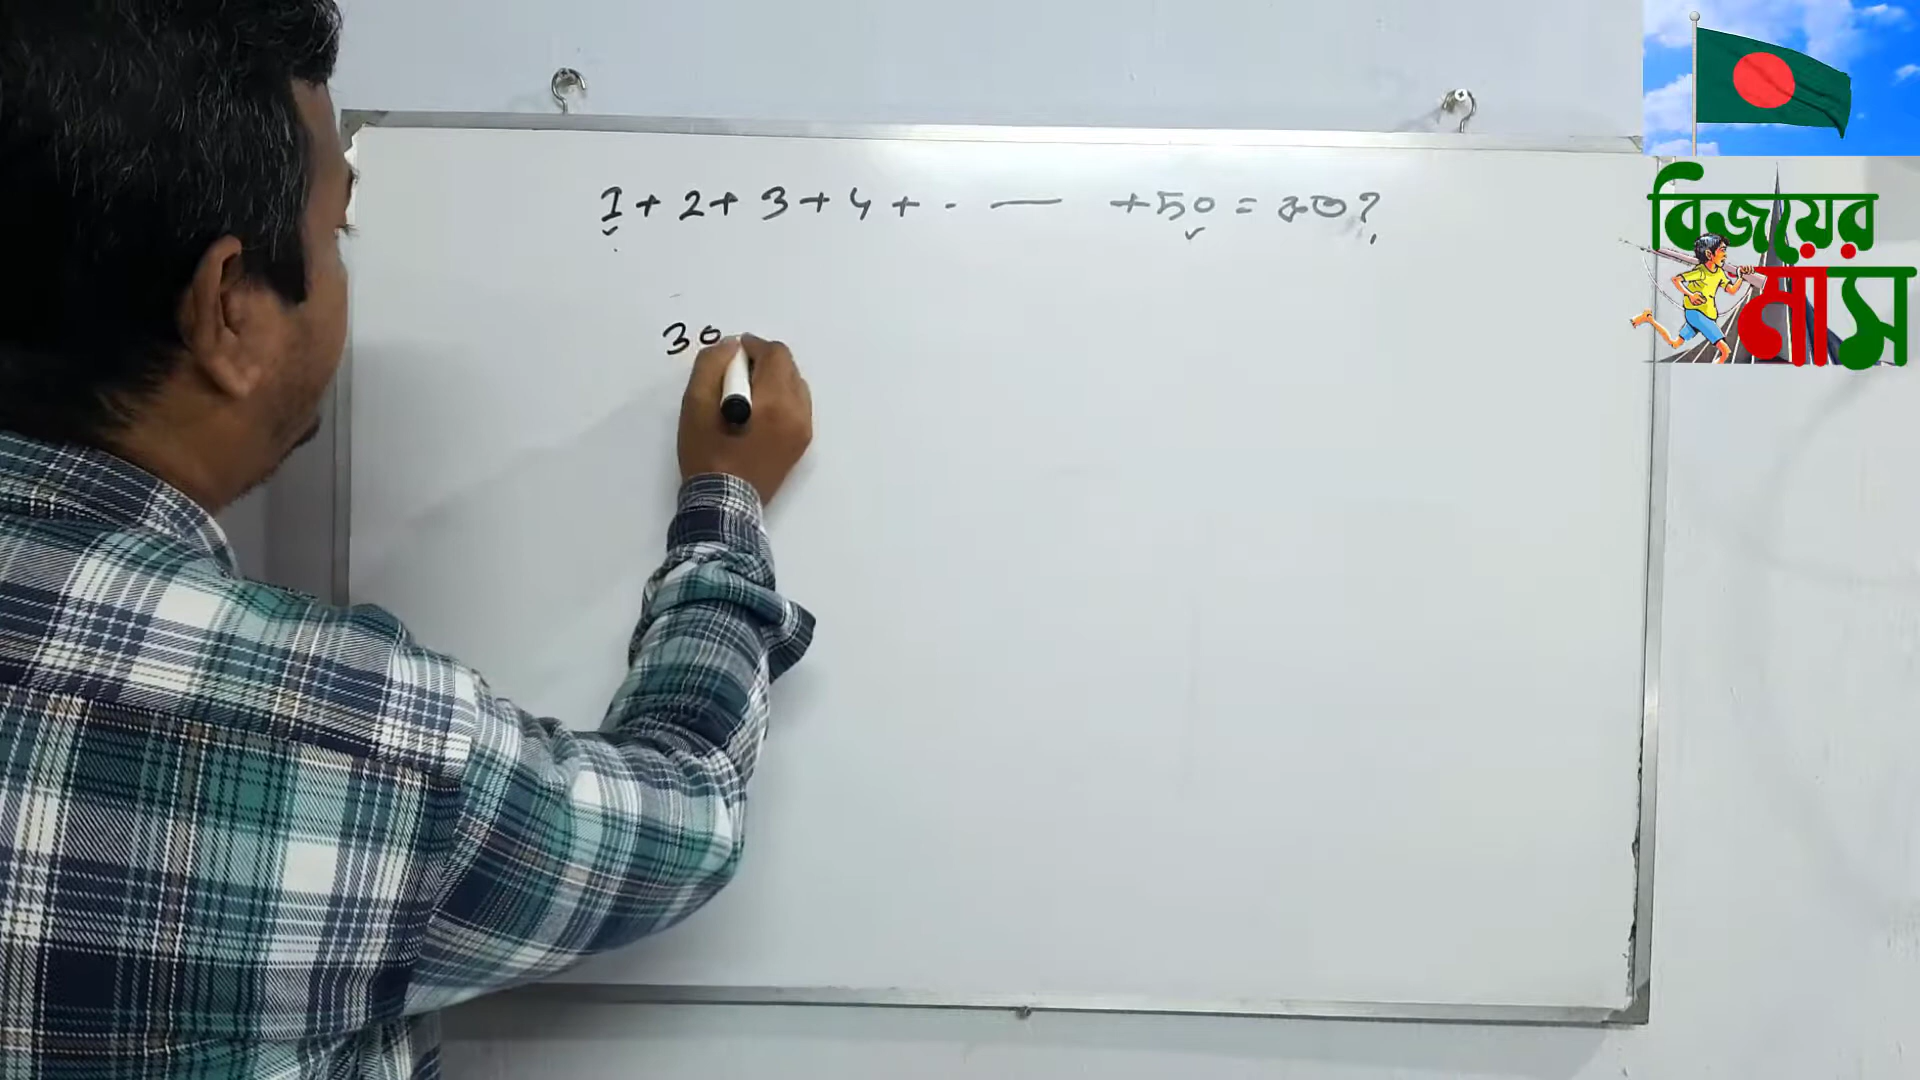 1 + 2 + 3 + 4 + . — + 50 = কত?
30
বিজয়ের
মাস